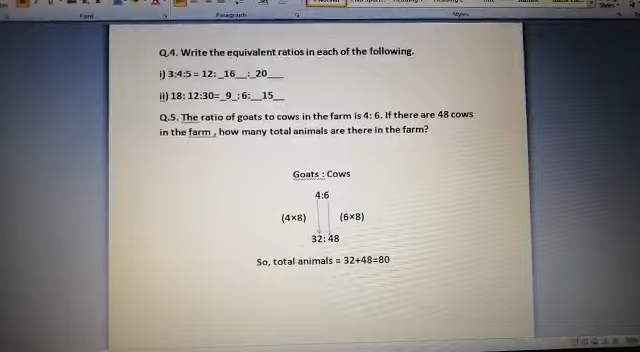 Font
Paragraph
Styles
Q.4. Write the equivalent ratios in each of the following.
i) 3:4:5 = 12:_16__:_20___
ii) 18: 12:30=_9_:6:__15__
Q.5. The ratio of goats to cows in the farm is 4: 6. If there are 48 cows
in the farm , how many total animals are there in the farm?
Goats : Cows
4:6
(4×8) (6×8)
32: 48
So, total animals = 32+48=80